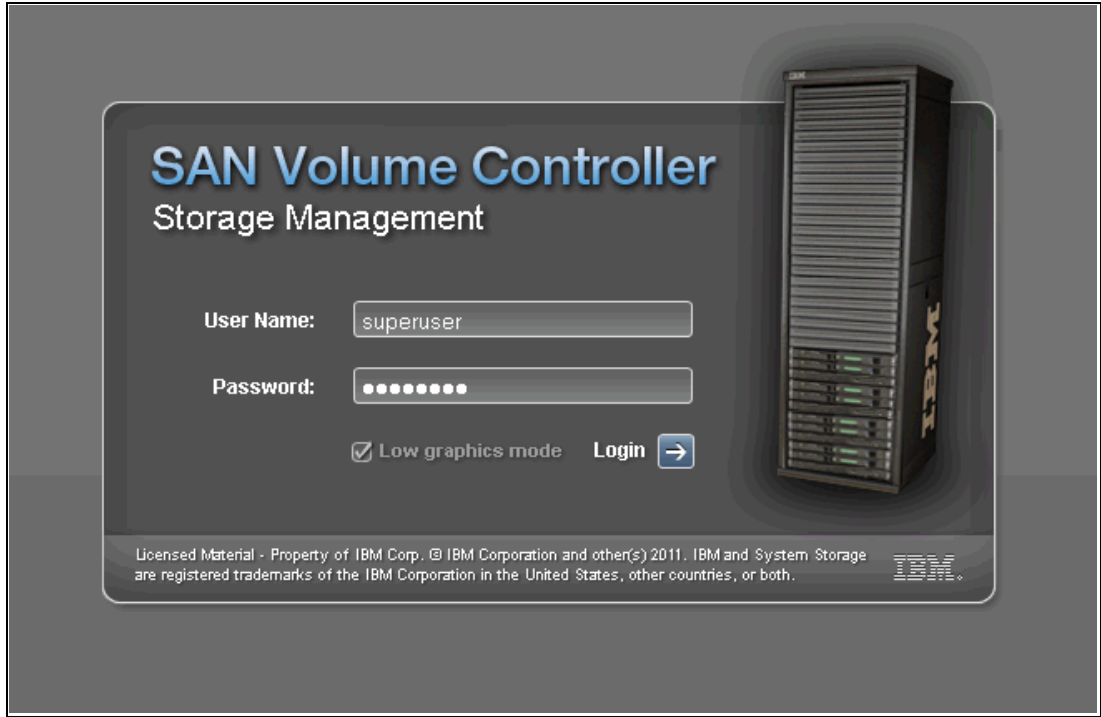 IBM
SAN Volume Controller
Storage Management
User Name:
superuser
Password:
●●●●●●●●
Low graphics mode
Login
IBM
Licensed Material - Property of IBM Corp. © IBM Corporation and other(s) 2011. IBM and System Storage
are registered trademarks of the IBM Corporation in the United States, other countries, or both.
IBM.